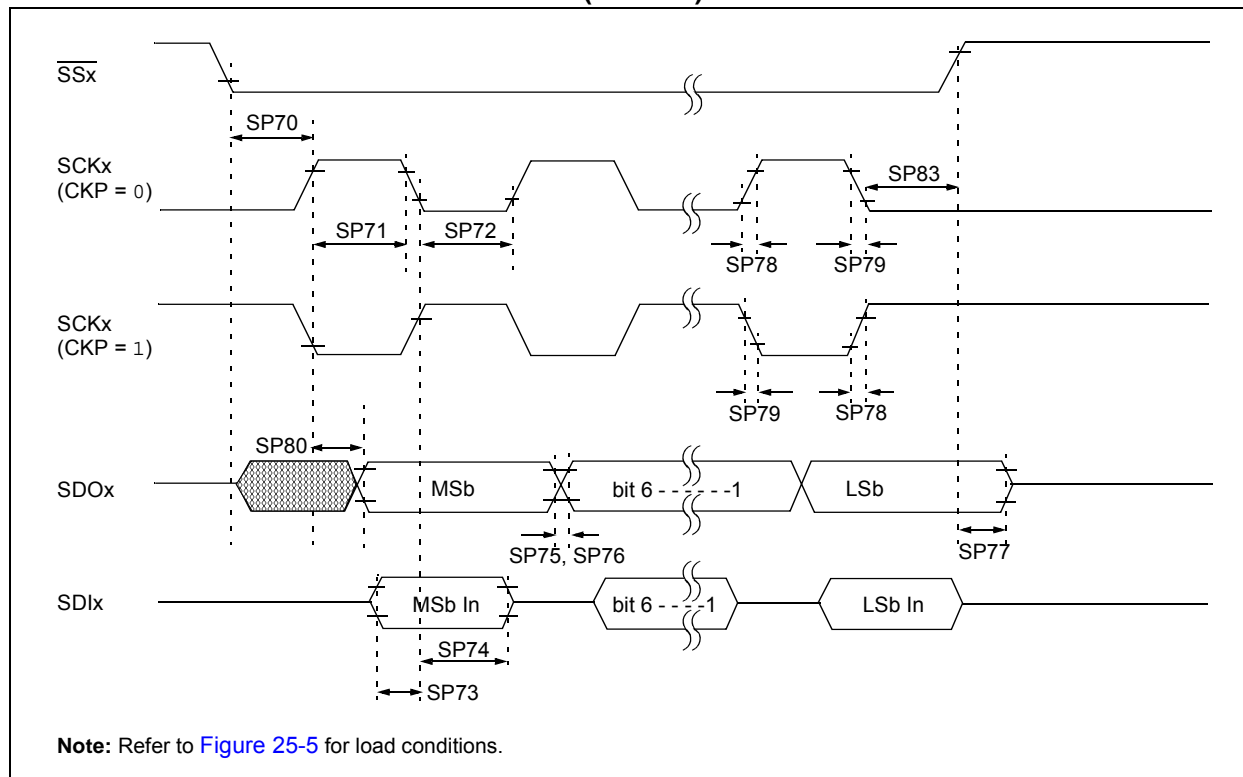 SSx
SP70
SCKx
(CKP = 0)
SP83
SP71
SP72
SP78
SP79
SCKx
(CKP = 1)
SP79
SP78
SP80
SDOx
MSb
bit 6 - - - - - -1
LSb
SP75, SP76
SP77
SDIx
MSb In
bit 6 - - - -1
LSb In
SP74
SP73
Note: Refer to Figure 25-5 for load conditions.